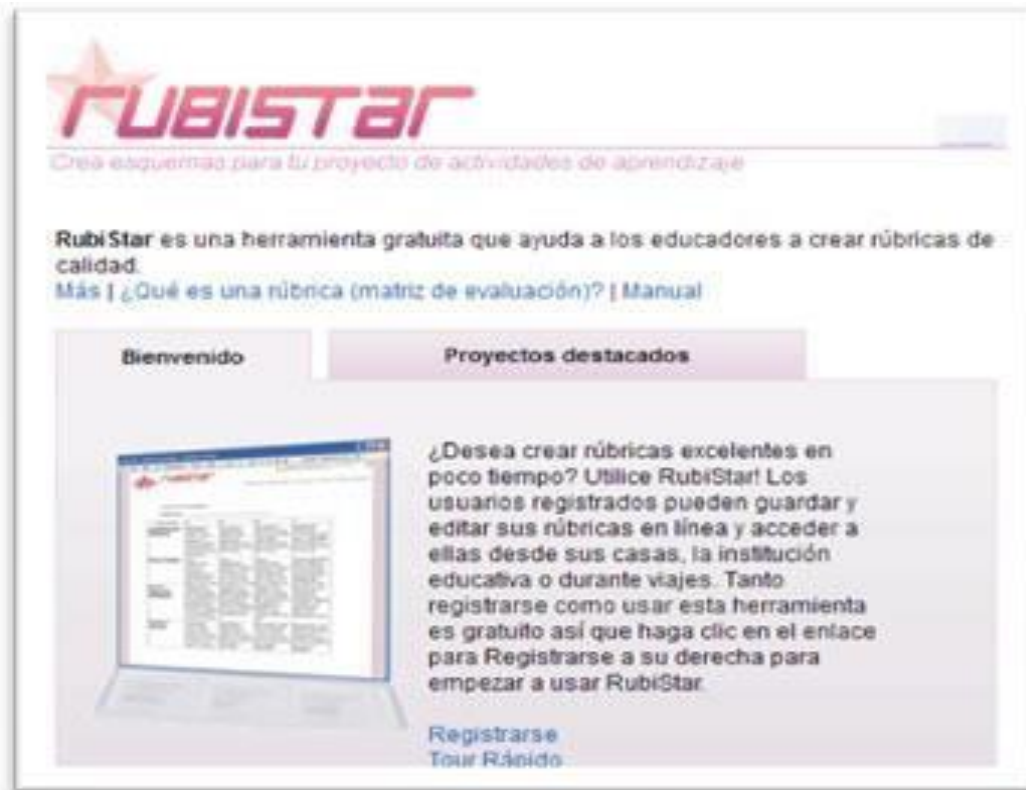 rubistar
Crea esquemas para tu proyecto de actividades de aprendizaje
RubiStar es una herramienta gratuita que ayuda a los educadores a crear rúbricas de
calidad.
Más | ¿Qué es una rúbrica (matriz de evaluación)? | Manual
Bienvenido
Proyectos destacados
¿Desea crear rúbricas excelentes en
poco tiempo? Utilice RubiStar! Los
usuarios registrados pueden guardar y
editar sus rúbricas en línea y acceder a
ellas desde sus casas, la institución
educativa o durante viajes. Tanto
registrarse como usar esta herramienta
es gratuito así que haga clic en el enlace
para Registrarse a su derecha para
empezar a usar RubiStar.
Registrarse
Tour Rápido